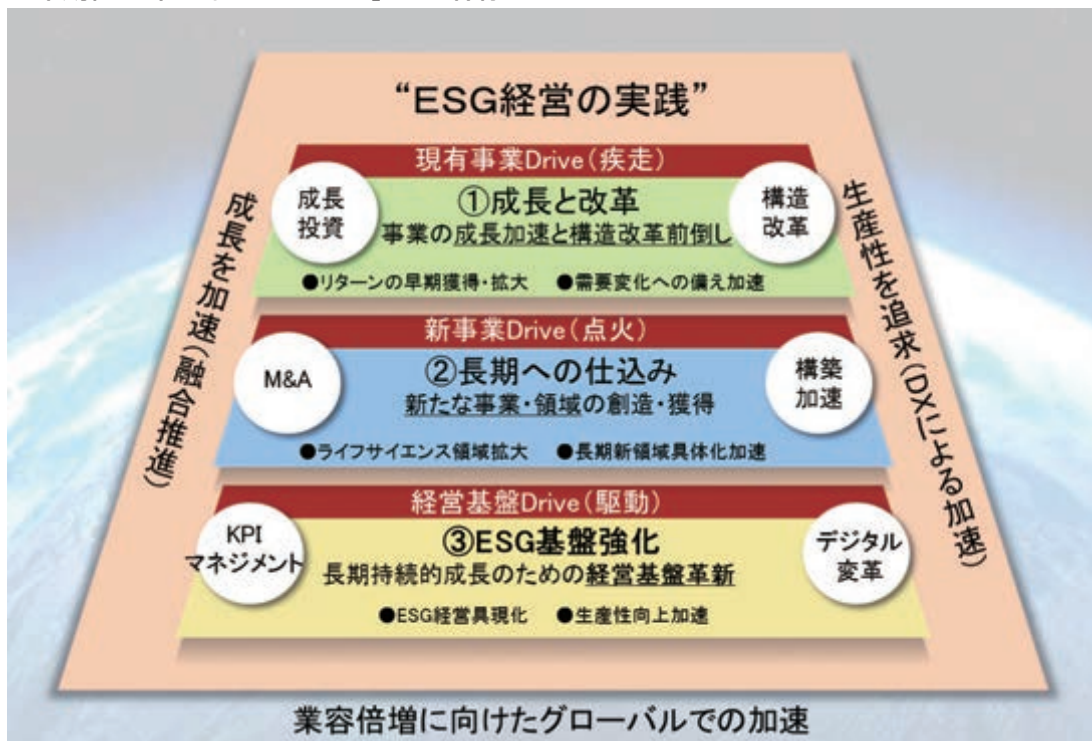 “ESG経営の実践”
成長を加速(融合推進)
生産性を追求(DXによる加速)
現有事業Drive(疾走)
成長
投資
①成長と改革
事業の成長加速と構造改革前倒し
構造
改革
●リターンの早期獲得・拡大 ●需要変化への備え加速
新事業Drive(点火)
M&A
②長期への仕込み
新たな事業・領域の創造・獲得
構築
加速
●ライフサイエンス領域拡大 ●長期新領域具体化加速
経営基盤Drive(駆動)
KPI
マネジメント
③ESG基盤強化
長期持続的成長のための経営基盤革新
デジタル
変革
●ESG経営具現化 ●生産性向上加速
業容倍増に向けたグローバルでの加速